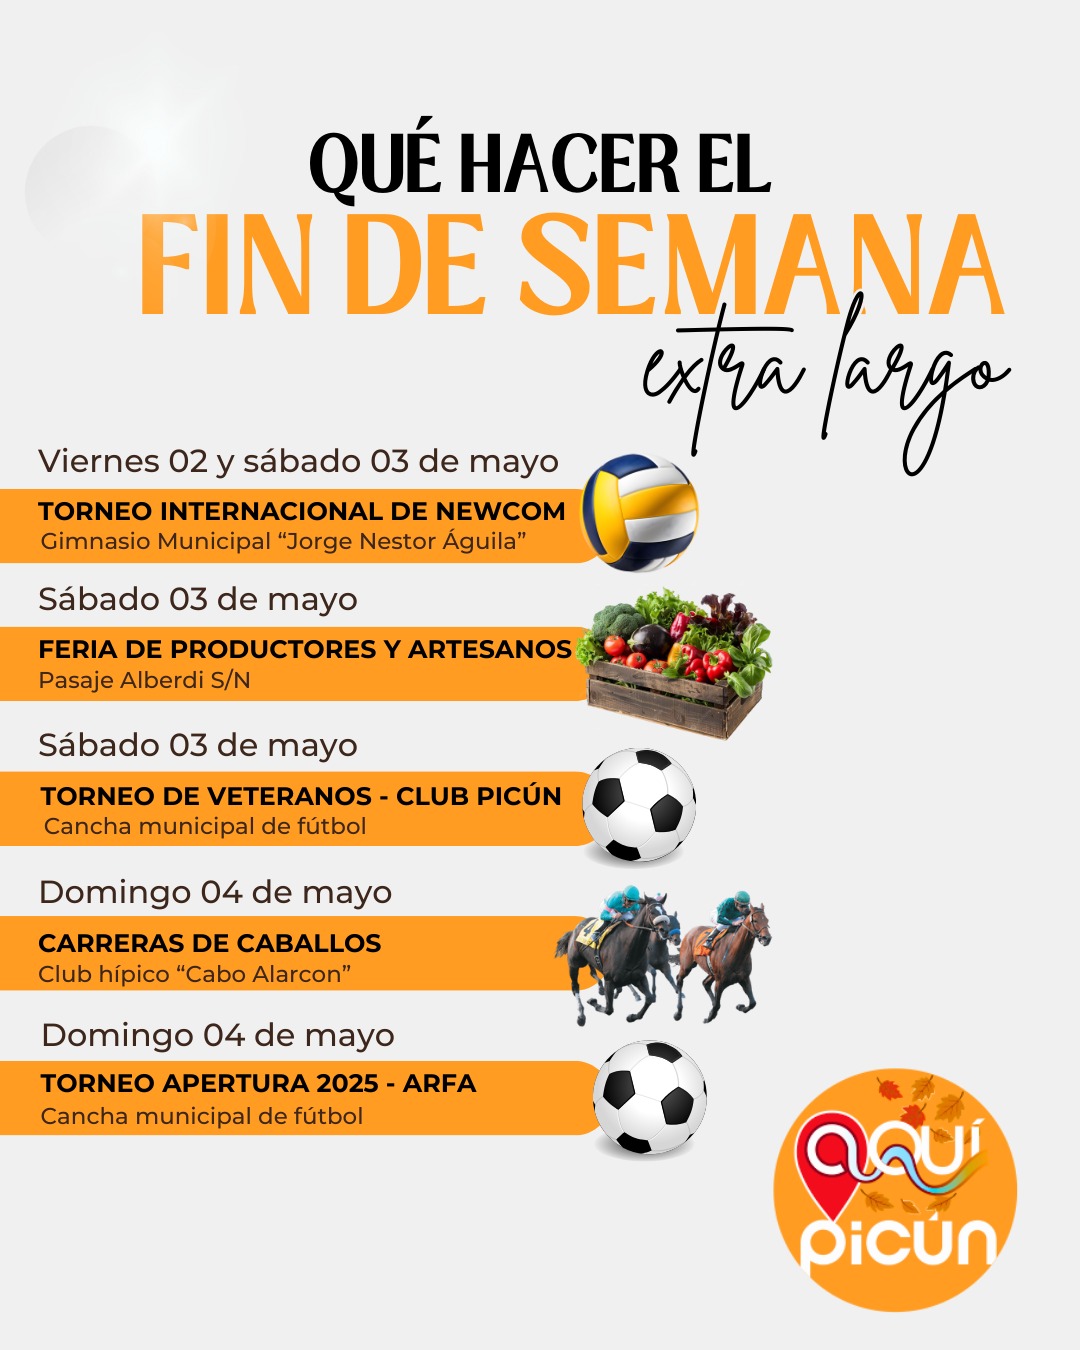 QUÉ HACER EL
FIN DE SEMANA
extra largo
Viernes 02 y sábado 03 de mayo
TORNEO INTERNACIONAL DE NEWCOM
Gimnasio Municipal “Jorge Nestor Águila”
Sábado 03 de mayo
FERIA DE PRODUCTORES Y ARTESANOS
Pasaje Alberdi S/N
Sábado 03 de mayo
TORNEO DE VETERANOS - CLUB PICÚN
Cancha municipal de fútbol
Domingo 04 de mayo
CARRERAS DE CABALLOS
Club hípico “Cabo Alarcon”
4
Domingo 04 de mayo
TORNEO APERTURA 2025 - ARFA
Cancha municipal de fútbol
aquí
picún